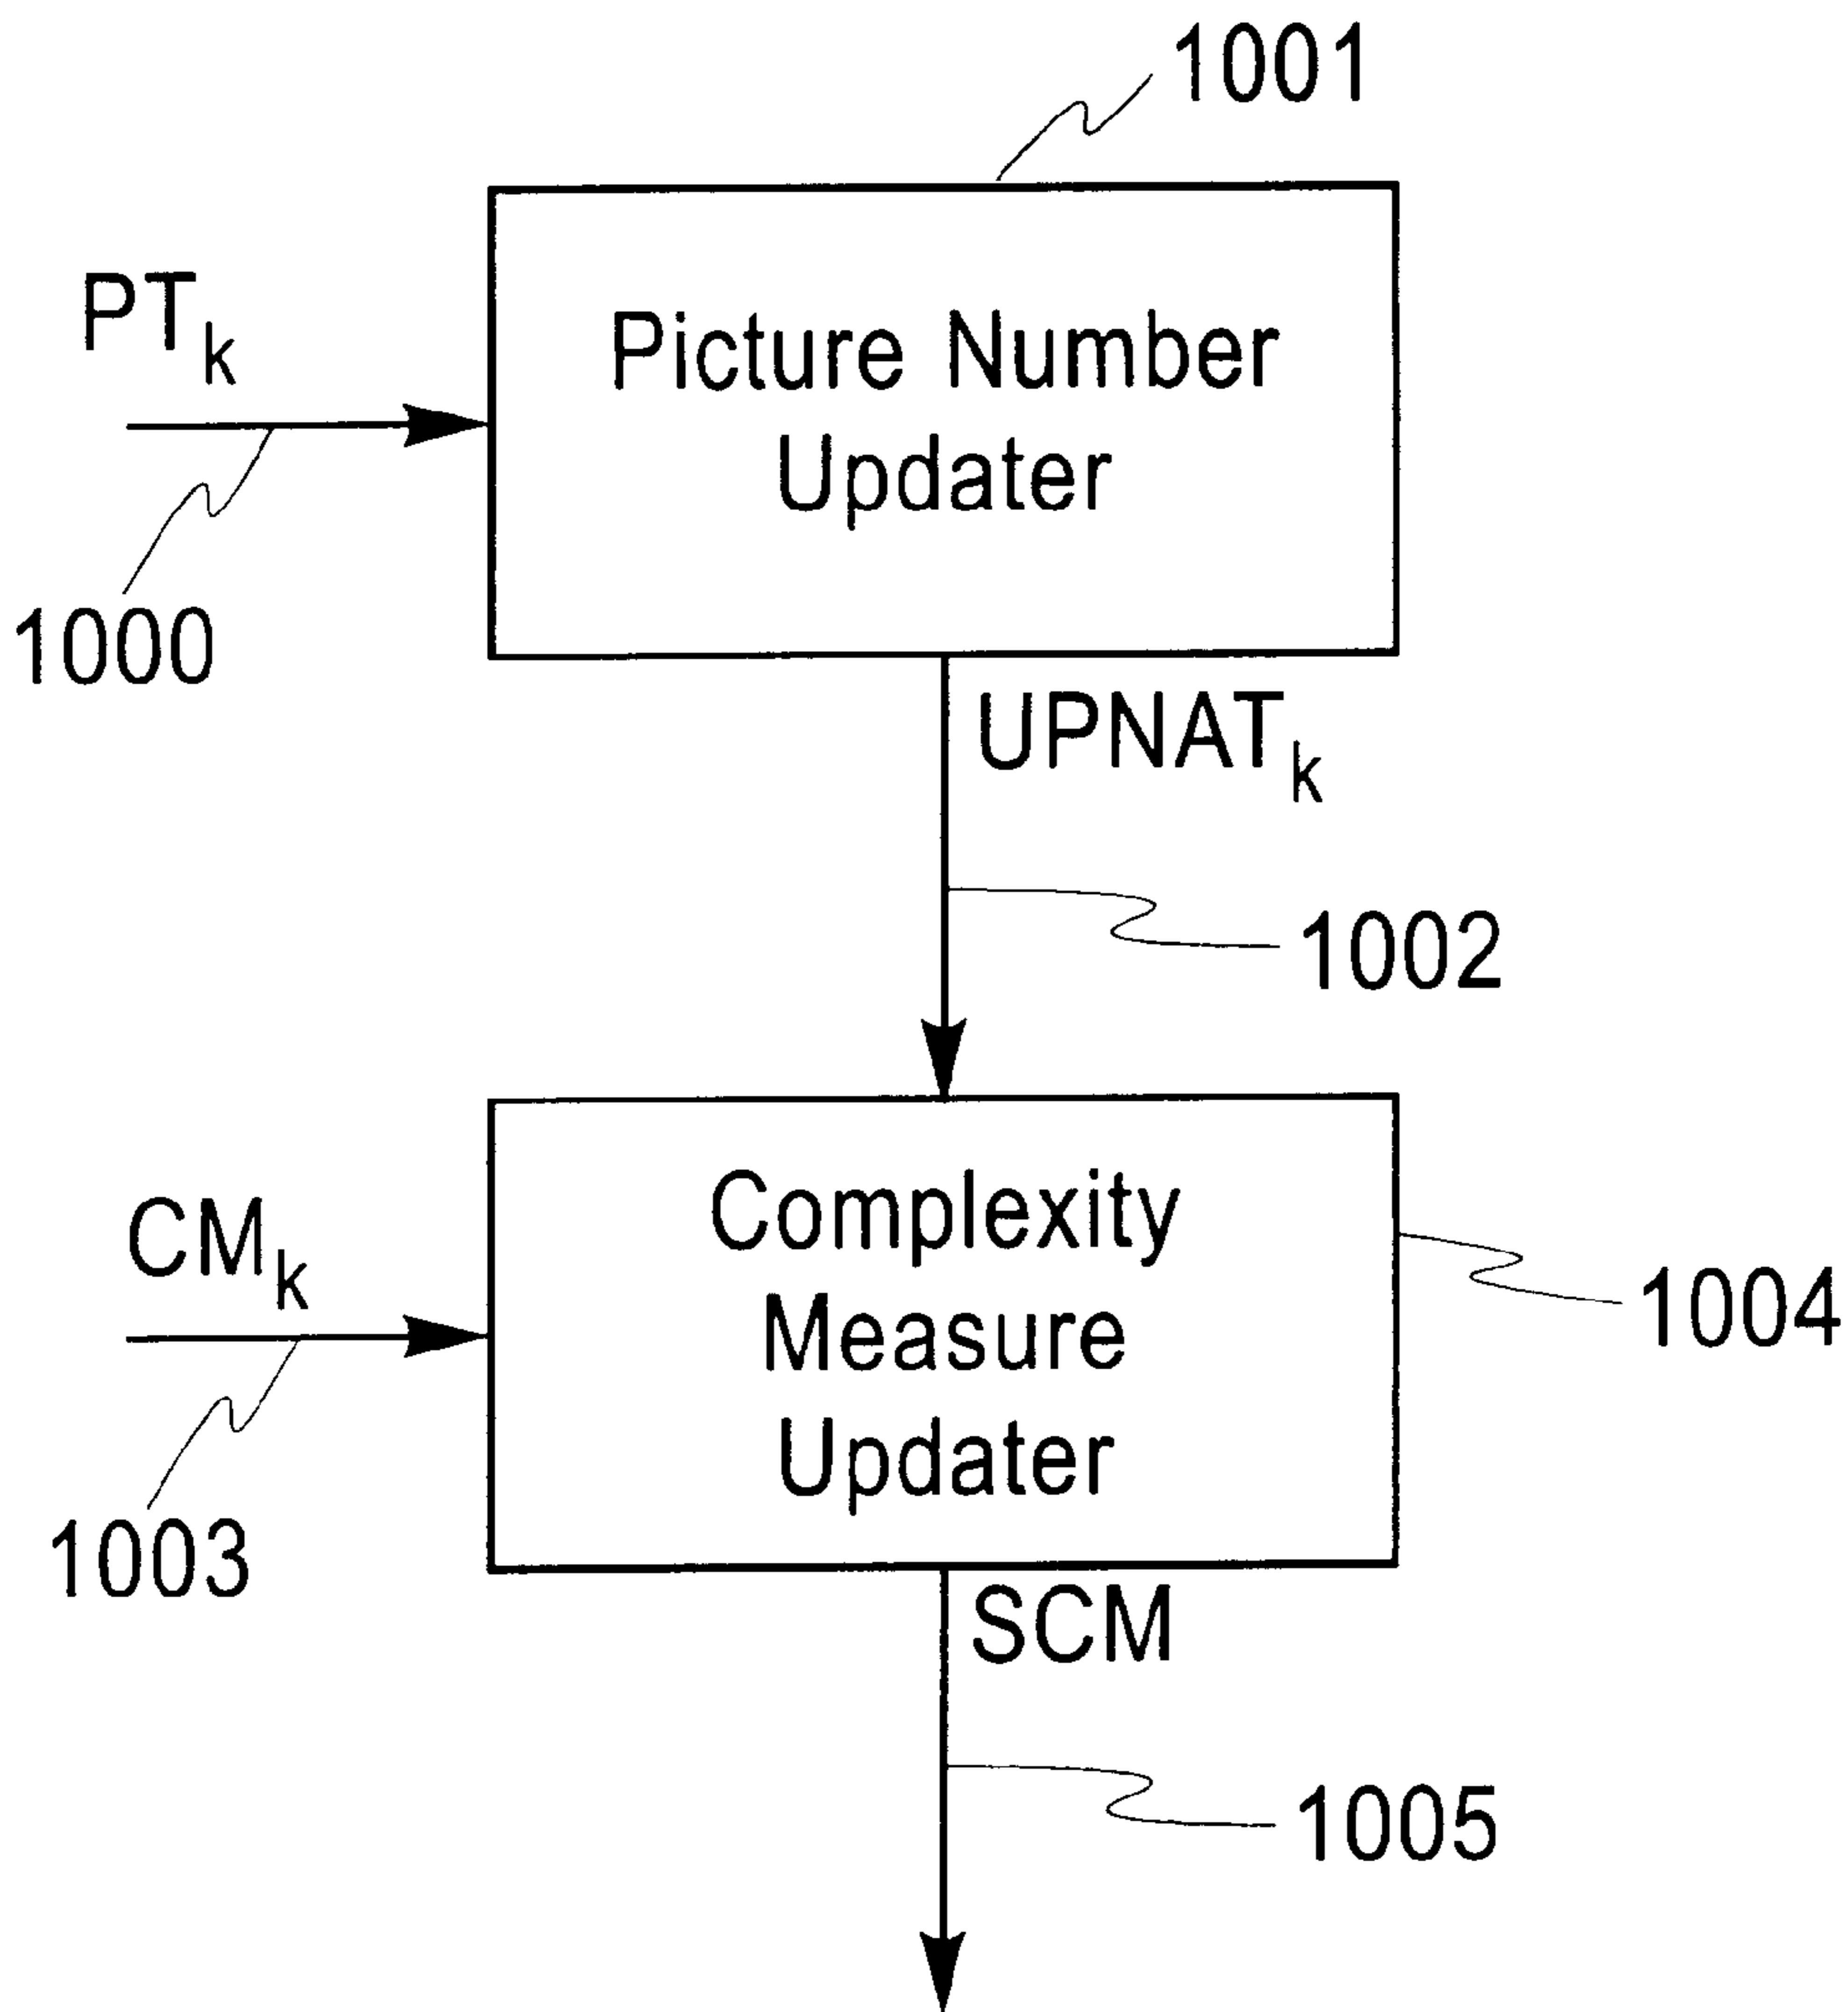 1001
PTk
Picture Number
Updater
1000
UPNATk
1002
Complexity
Measure
Updater
CMk
1004
1003
SCM
1005